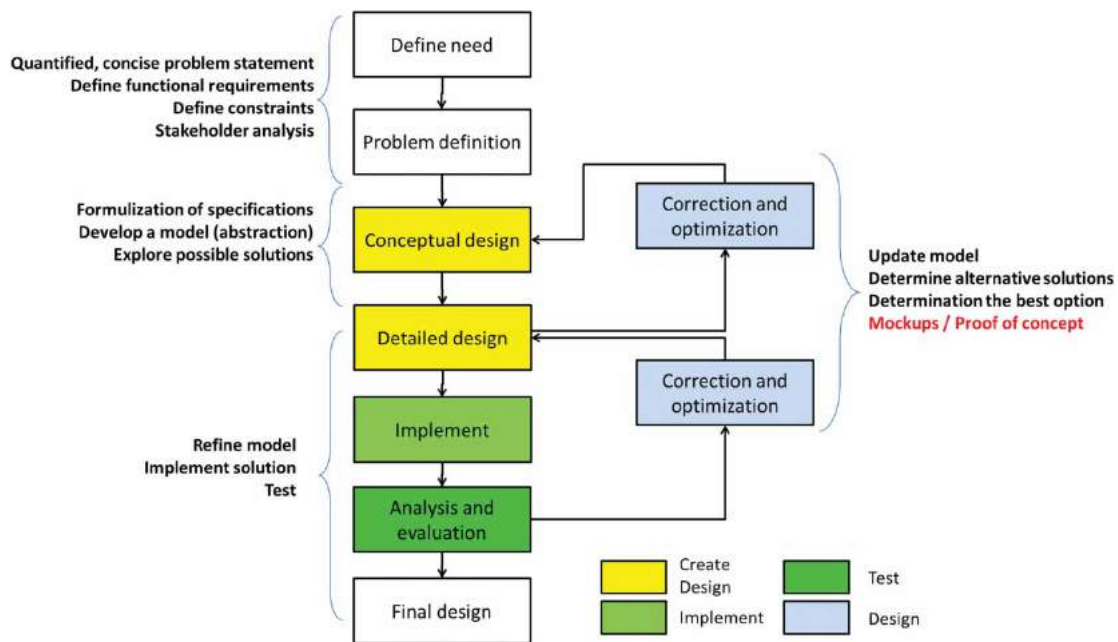 Define need
Quantified, concise problem statement
Define functional requirements
Define constraints
Stakeholder analysis
Problem definition
Formulization of specifications
Develop a model (abstraction)
Explore possible solutions
Conceptual design
Correction and
optimization
Update model
Determine alternative solutions
Determination the best option
Mockups / Proof of concept
Detailed design
Correction and
optimization
Refine model
Implement solution
Test
Implement
Analysis and
evaluation
Final design
Create
Design
Test
Implement
Design